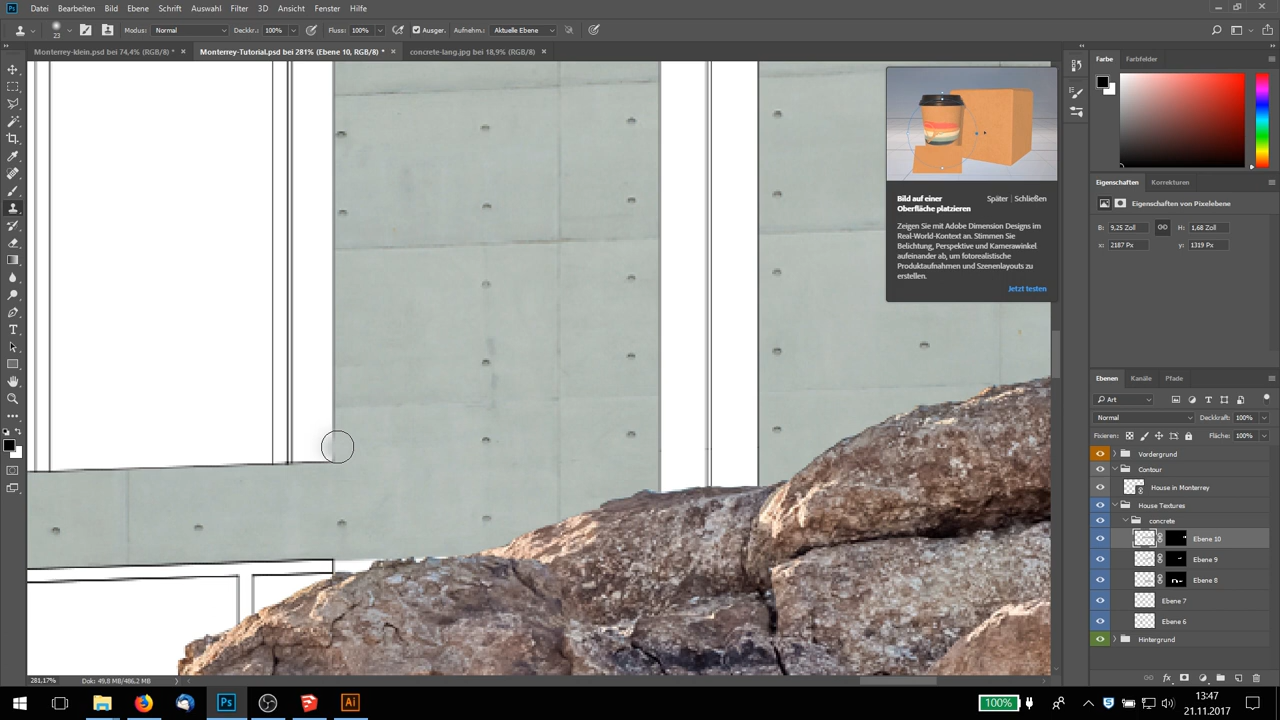 Datei Bearbeiten Bild Ebene Schrift Auswahl Filter 3D Ansicht Fenster Hilfe
23 Modus: Normal Deckkr.: 100% Fluss: 100% Ausger. Aufnehm.: Aktuelle Ebene
Monterrey-klein.psd bei 74,4% (RGB/8) * × Monterrey-Tutorial.psd bei 281% (Ebene 10, RGB/8) * × concrete-lang.jpg bei 18,9% (RGB/8) ×
Farbe Farbfelder
Bild auf einer
Oberfläche platzieren
Später | Schließen
Zeigen Sie mit Adobe Dimension Designs im
Real-World-Kontext an. Stimmen Sie
Belichtung, Perspektive und Kamerawinkel
aufeinander ab, um fotorealistische
Produktaufnahmen und Szenenlayouts zu
erstellen.
Jetzt testen
Eigenschaften Korrekturen
Eigenschaften von Pixelebene
B: 9,25 Zoll H: 1,68 Zoll
x: 2187 Px y: 1319 Px
Ebenen Kanäle Pfade
Art
Normal Deckkraft: 100%
Fixieren: Fläche: 100%
Vordergrund
Contour
House in Monterrey
House Textures
concrete
Ebene 10
Ebene 9
Ebene 8
Ebene 7
Ebene 6
Hintergrund
281,17% Dok: 49,8 MB/486,2 MB
Ps Ai 100% 13:47
21.11.2017